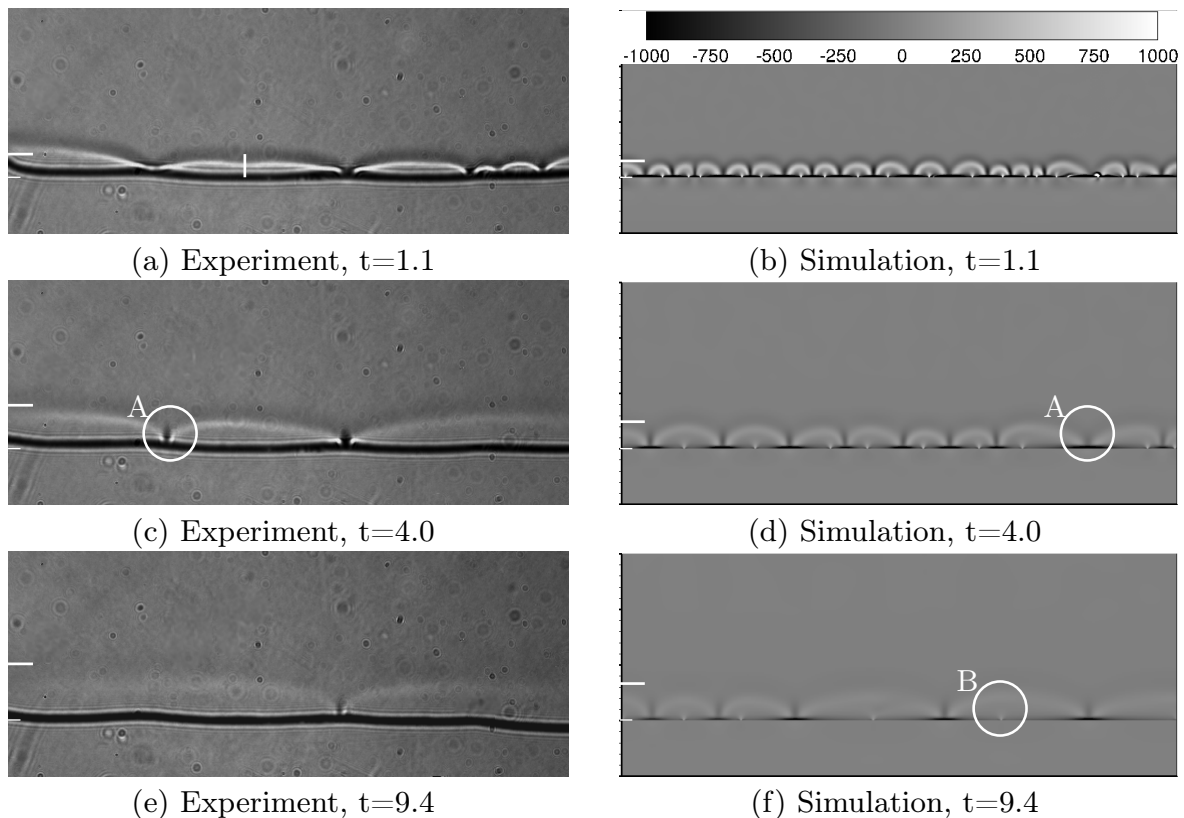 -1000 -750 -500 -250 0 250 500 750 1000
(a) Experiment, t=1.1
(b) Simulation, t=1.1
A
A
(c) Experiment, t=4.0
(d) Simulation, t=4.0
B
(e) Experiment, t=9.4
(f) Simulation, t=9.4